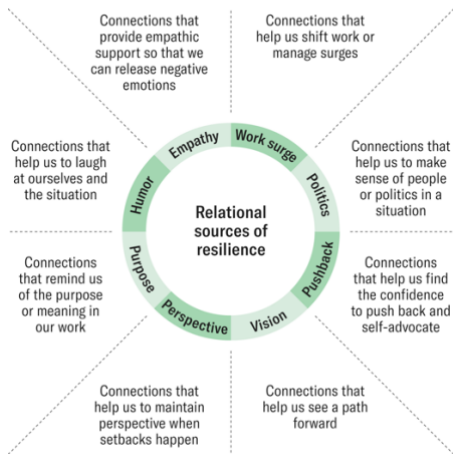 Connections that
provide empathic
support so that we
can release negative
emotions
Connections that
help us shift work or
manage surges
Connections that
help us to laugh
at ourselves and
the situation
Empathy
Work surge
Connections that
help us to make
sense of people
or politics in a
situation
Humor
Politics
Relational
sources of
resilience
Purpose
Pushback
Connections
that remind us
of the purpose
or meaning in
our work
Connections
that help us find
the confidence
to push back and
self-advocate
Perspective
Vision
Connections that
help us to maintain
perspective when
setbacks happen
Connections that
help us see a path
forward